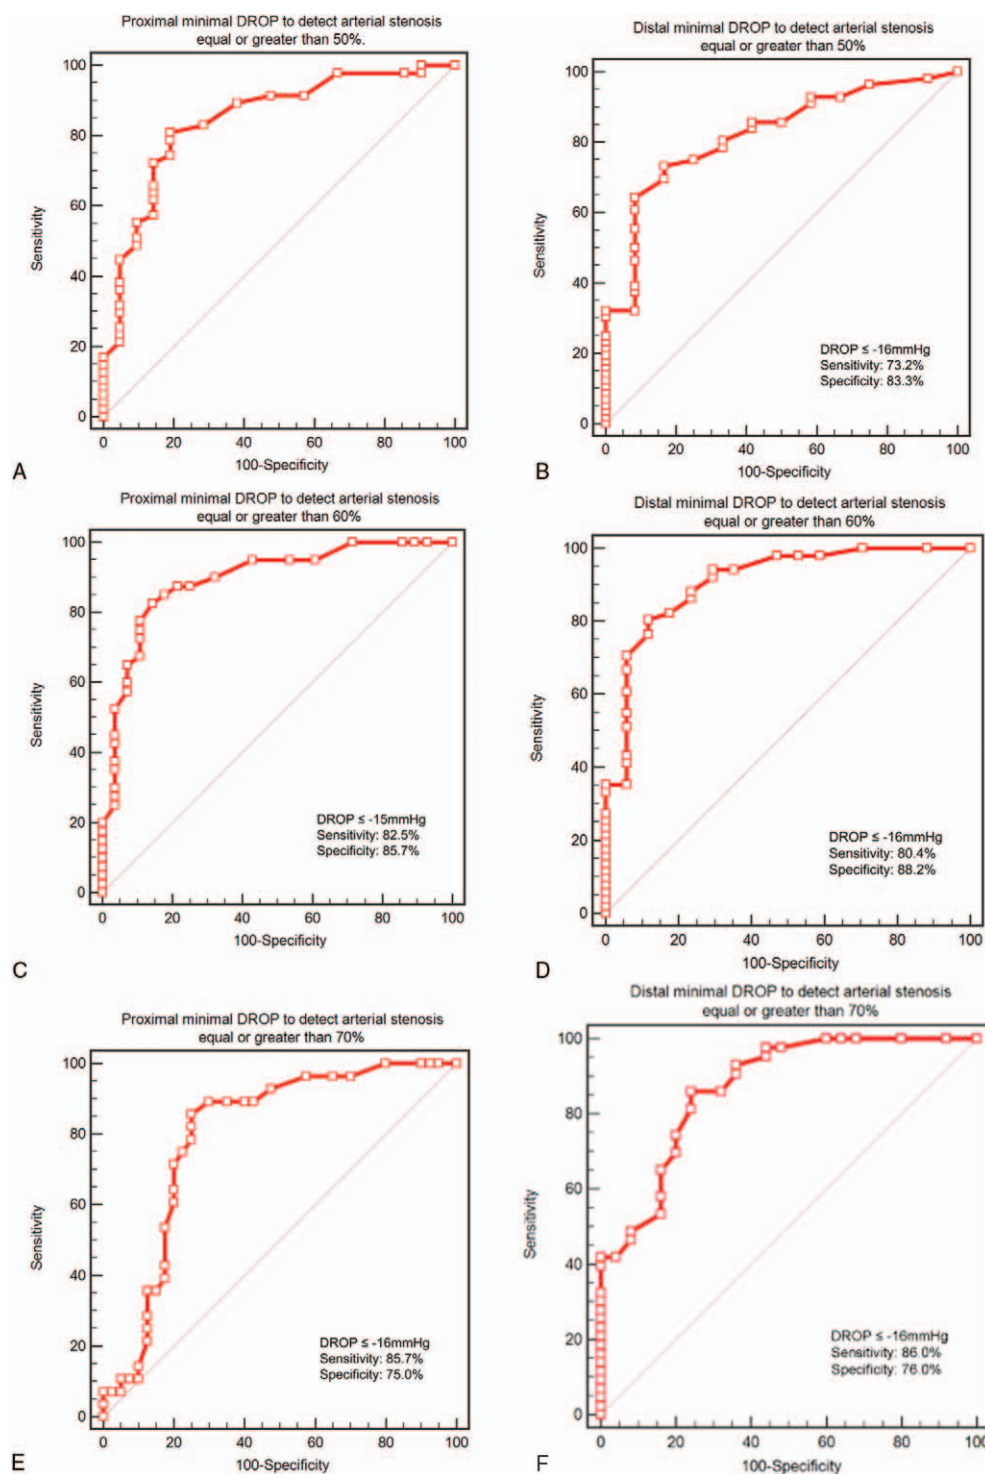 Proximal minimal DROP to detect arterial stenosis
equal or greater than 50%.
100
80
60
40
20
0
Sensitivity
0 20 40 60 80 100
100-Specificity
A
Distal minimal DROP to detect arterial stenosis
equal or greater than 50%
100
80
60
40
20
0
Sensitivity
DROP ≤ -16mmHg
Sensitivity: 73.2%
Specificity: 83.3%
0 20 40 60 80 100
100-Specificity
B
Proximal minimal DROP to detect arterial stenosis
equal or greater than 60%
100
80
60
40
20
0
Sensitivity
DROP ≤ -15mmHg
Sensitivity: 82.5%
Specificity: 85.7%
0 20 40 60 80 100
100-Specificity
C
Distal minimal DROP to detect arterial stenosis
equal or greater than 60%
100
80
60
40
20
0
Sensitivity
DROP ≤ -16mmHg
Sensitivity: 80.4%
Specificity: 88.2%
0 20 40 60 80 100
100-Specificity
D
Proximal minimal DROP to detect arterial stenosis
equal or greater than 70%
100
80
60
40
20
0
Sensitivity
DROP ≤ -16mmHg
Sensitivity: 85.7%
Specificity: 75.0%
0 20 40 60 80 100
100-Specificity
E
Distal minimal DROP to detect arterial stenosis
equal or greater than 70%
100
80
60
40
20
0
Sensitivity
DROP ≤ -16mmHg
Sensitivity: 86.0%
Specificity: 76.0%
0 20 40 60 80 100
100-Specificity
F